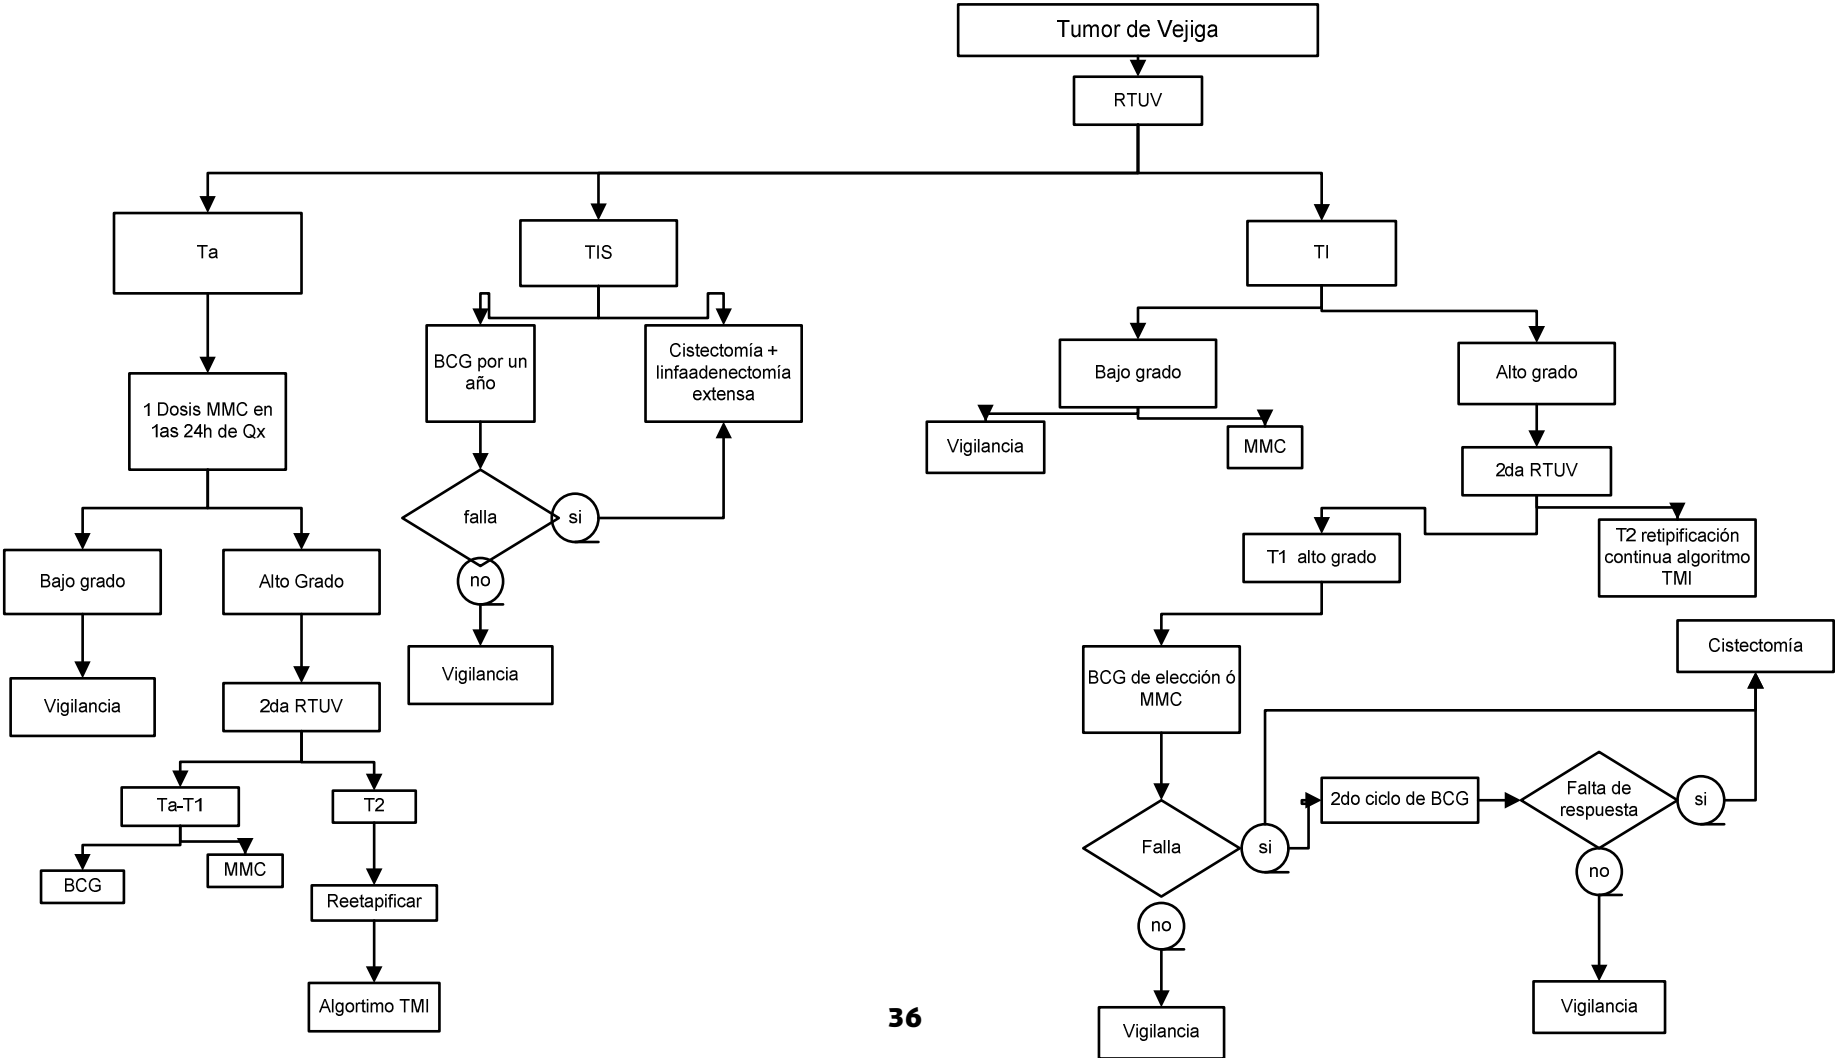 Tumor de Vejiga
RTUV
Ta
TIS
TI
1 Dosis MMC en
1as 24h de Qx
Bajo grado
Alto Grado
Vigilancia
2da RTUV
Ta-T1
T2
BCG
MMC
Reetapificar
Algortimo TMI
BCG por un
año
Cistectomía +
linfaadenectomía
extensa
falla
si
no
Vigilancia
Bajo grado
Alto grado
Vigilancia
MMC
2da RTUV
T1 alto grado
T2 retipificación
continua algoritmo
TMI
BCG de elección ó
MMC
Cistectomía
Falla
si
2do ciclo de BCG
Falta de
respuesta
si
no
no
Vigilancia
Vigilancia
36